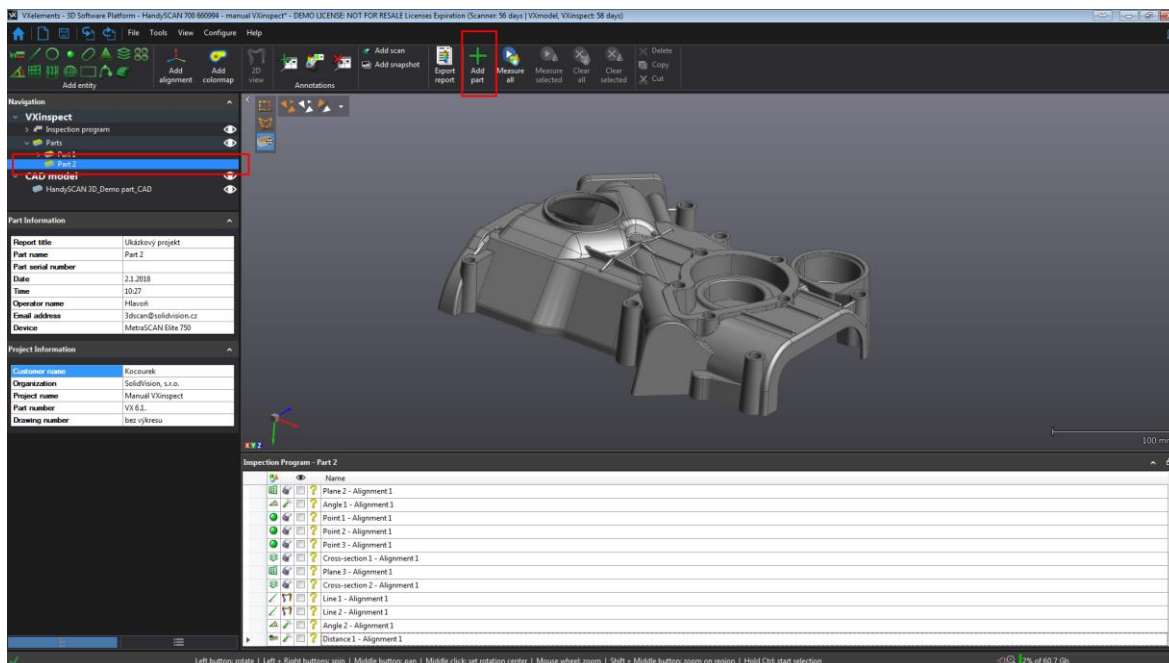 VXelements - 3D Software Platform - HandySCAN 700 660994 - manual VXinspect* - DEMO LICENSE: NOT FOR RESALE Licenses Expiration (Scanner: 56 days | VXmodel, VXinspect: 58 days)
File Tools View Configure Help
Add entity
Add alignment
Add colormap
2D view
Annotations
Add scan
Add snapshot
Export report
Add part
Measure all
Measure selected
Clear all
Clear selected
Delete
Copy
Cut
Navigation
VXinspect
Inspection program
Parts
Part 1
Part 2
CAD model
HandySCAN 3D_Demo part_CAD
Part Information
Report title Ukázkový projekt
Part name Part 2
Part serial number
Date 2.1.2018
Time 10:27
Operator name Hlavoň
Email address 3dscan@solidvision.cz
Device MetraSCAN Elite 750
Project Information
Customer name Kocourek
Organization SolidVision, s.r.o.
Project name Manuál VXinspect
Part number VX 6.1.
Drawing number bez výkresu
X Y Z
100 mm
Inspection Program - Part 2
Name
Plane 2 - Alignment 1
Angle 1 - Alignment 1
Point 1 - Alignment 1
Point 2 - Alignment 1
Point 3 - Alignment 1
Cross-section 1 - Alignment 1
Plane 3 - Alignment 1
Cross-section 2 - Alignment 1
Line 1 - Alignment 1
Line 2 - Alignment 1
Angle 2 - Alignment 1
Distance 1 - Alignment 1
Left button: rotate | Left + Right buttons: spin | Middle button: pan | Middle click: set rotation center | Mouse wheel: zoom | Shift + Middle button: zoom on region | Hold Ctrl: start selection
2% of 60.7 Gb